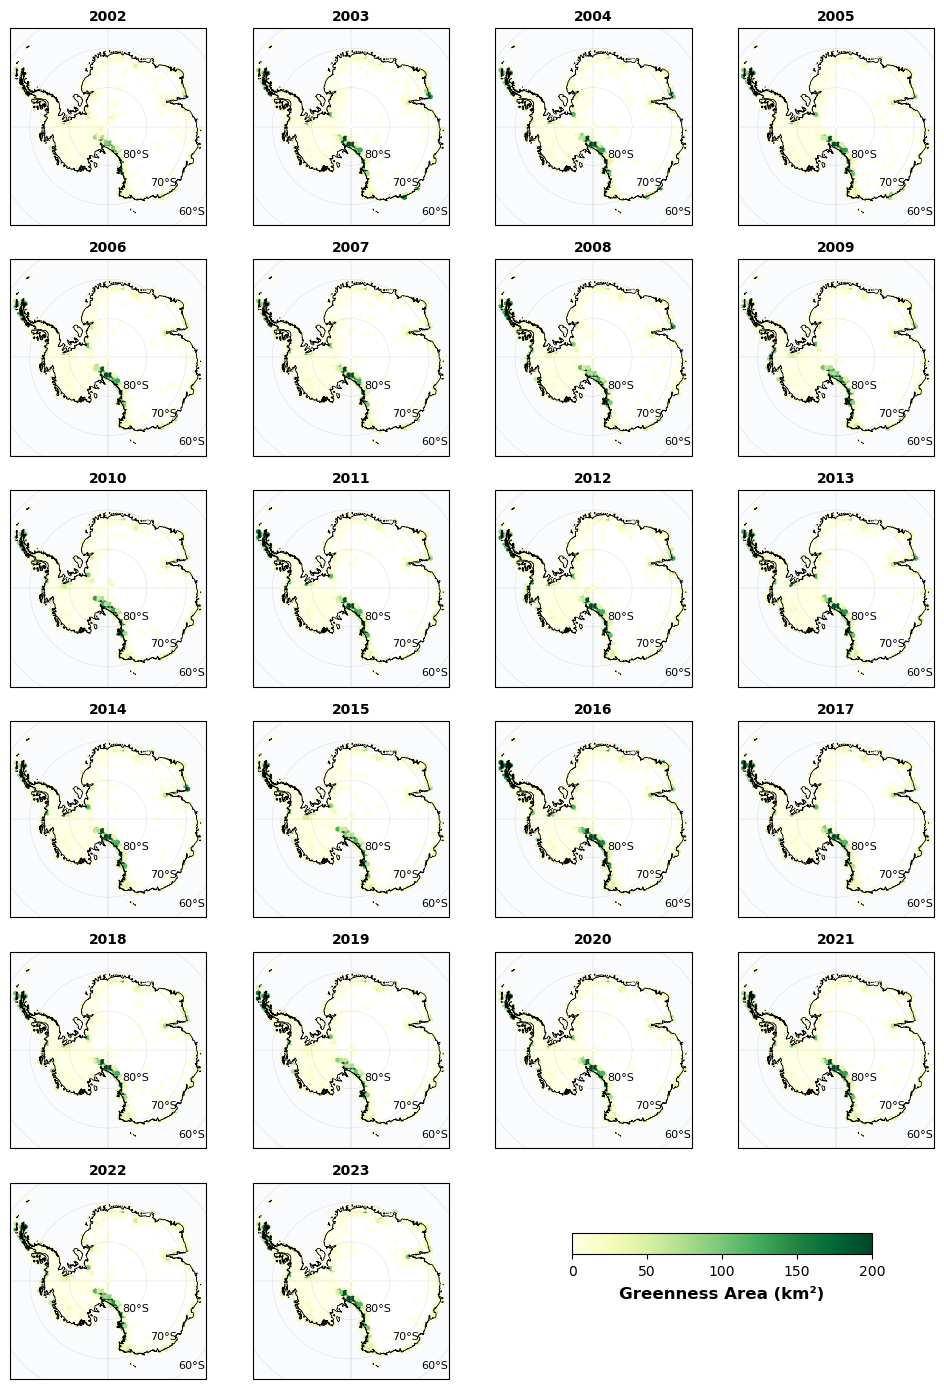 2002 2003 2004 2005
80°S 80°S 80°S 80°S
70°S 70°S 70°S 70°S
60°S 60°S 60°S 60°S
2006 2007 2008 2009
80°S 80°S 80°S 80°S
70°S 70°S 70°S 70°S
60°S 60°S 60°S 60°S
2010 2011 2012 2013
80°S 80°S 80°S 80°S
70°S 70°S 70°S 70°S
60°S 60°S 60°S 60°S
2014 2015 2016 2017
80°S 80°S 80°S 80°S
70°S 70°S 70°S 70°S
60°S 60°S 60°S 60°S
2018 2019 2020 2021
80°S 80°S 80°S 80°S
70°S 70°S 70°S 70°S
60°S 60°S 60°S 60°S
2022 2023
80°S 80°S
70°S 70°S
60°S 60°S
0 50 100 150 200
Greenness Area (km²)